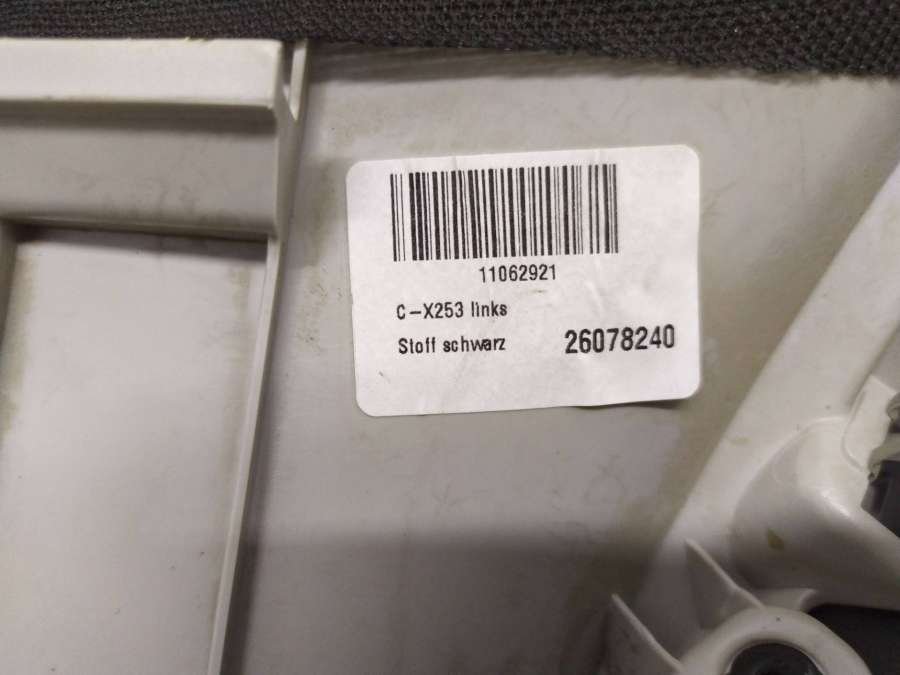 11062921
C-X253 links
Stoff schwarz 26078240